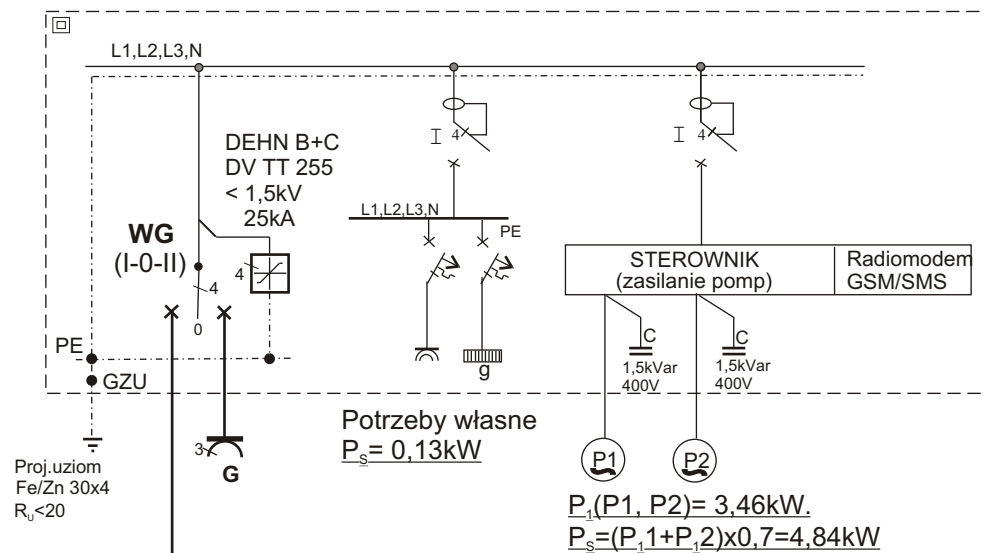 L1,L2,L3,N
DEHN B+C
DV TT 255
< 1,5kV
25kA
WG
(I-0-II)
4
4
0
PE
GZU
Proj.uziom
Fe/Zn 30x4
RU<20
3
G
I 4
L1,L2,L3,N
PE
g
Potrzeby własne
PS= 0,13kW
I 4
STEROWNIK
(zasilanie pomp)
Radiomodem
GSM/SMS
C
1,5kVar
400V
C
1,5kVar
400V
P1
P2
P1(P1, P2)= 3,46kW.
PS=(P11+P12)x0,7=4,84kW